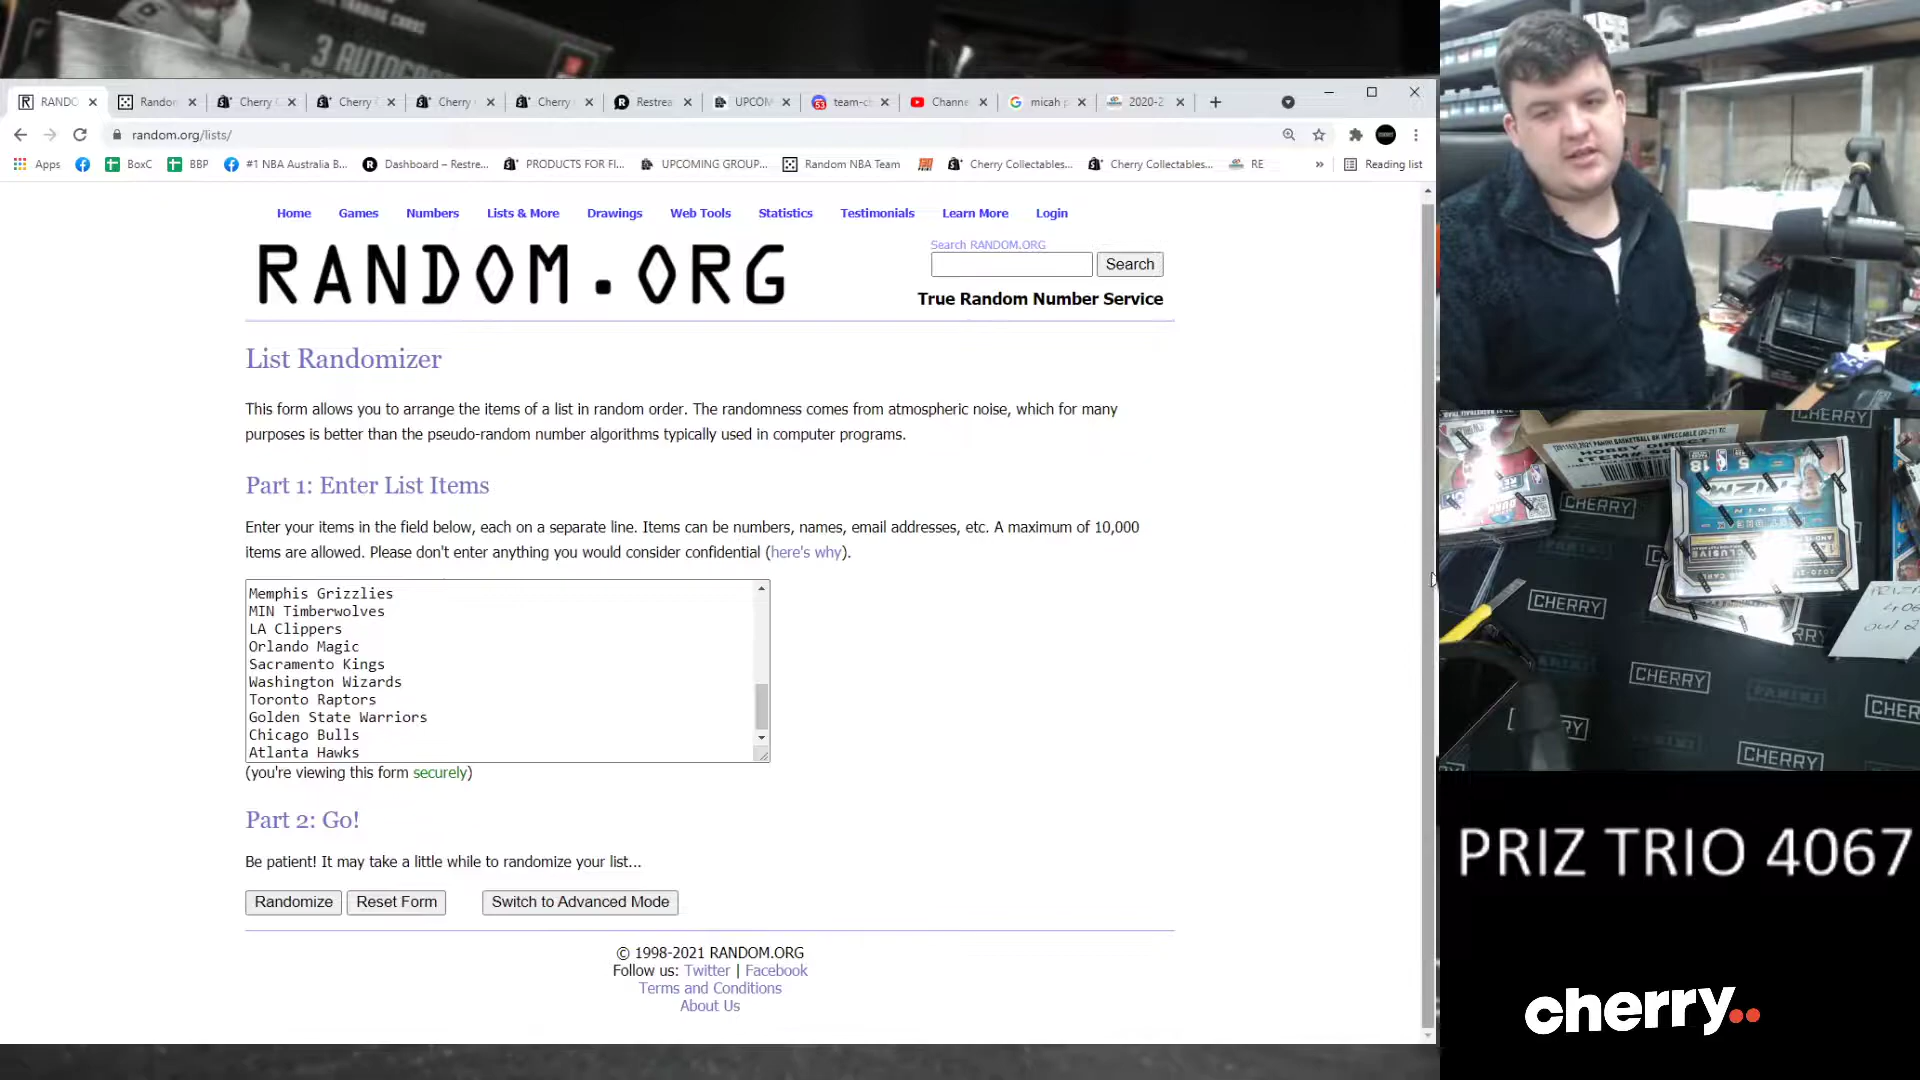 3 AUTOGR
RANDO
Random
Cherry
Cherry
Cherry
Cherry
Restrea
UPCOM
team-c
Channe
micah p
2020-2
random.org/lists/
Apps
BoxC
BBP
#1 NBA Australia B...
Dashboard – Restre...
PRODUCTS FOR FI...
UPCOMING GROUP...
Random NBA Team
Cherry Collectables...
Cherry Collectables...
RE
»
Reading list
Home
Games
Numbers
Lists & More
Drawings
Web Tools
Statistics
Testimonials
Learn More
Login
RANDOM.ORG
Search RANDOM.ORG
Search
True Random Number Service
List Randomizer
This form allows you to arrange the items of a list in random order. The randomness comes from atmospheric noise, which for many
purposes is better than the pseudo-random number algorithms typically used in computer programs.
Part 1: Enter List Items
Enter your items in the field below, each on a separate line. Items can be numbers, names, email addresses, etc. A maximum of 10,000
items are allowed. Please don't enter anything you would consider confidential (here's why).
Memphis Grizzlies
MIN Timberwolves
LA Clippers
Orlando Magic
Sacramento Kings
Washington Wizards
Toronto Raptors
Golden State Warriors
Chicago Bulls
Atlanta Hawks
(you're viewing this form securely)
Part 2: Go!
Be patient! It may take a little while to randomize your list...
Randomize
Reset Form
Switch to Advanced Mode
© 1998-2021 RANDOM.ORG
Follow us: Twitter | Facebook
Terms and Conditions
About Us
CHERRY
HOBBY DIRECT
18
5
PRIZM
CHERRY
CHERRY
CHERRY
CHERRY
CHERRY
PANINI
PRIZ TRIO 4067
cherry..